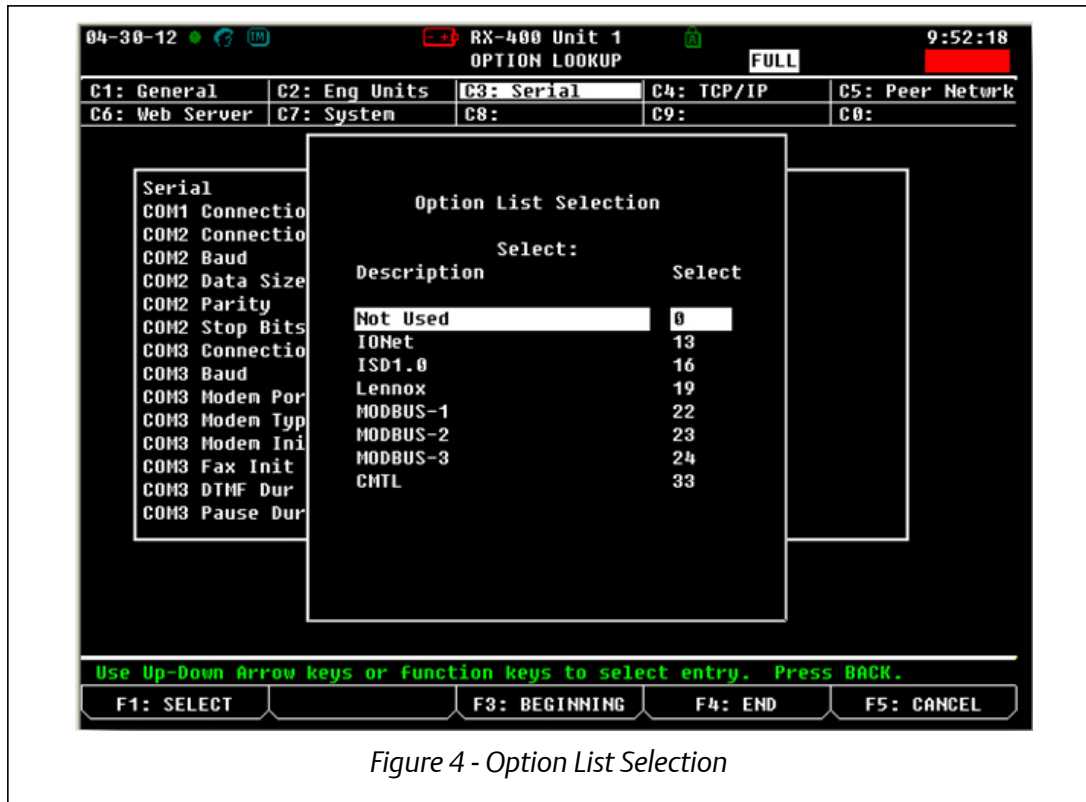 04-30-12 TM RX-400 Unit 1 A 9:52:18
OPTION LOOKUP FULL
C1: General C2: Eng Units C3: Serial C4: TCP/IP C5: Peer Netwrk
C6: Web Server C7: System C8: C9: C0:
Serial
COM1 Connectio
COM2 Connectio
COM2 Baud
COM2 Data Size
COM2 Parity
COM2 Stop Bits
COM3 Connectio
COM3 Baud
COM3 Modem Por
COM3 Modem Typ
COM3 Modem Ini
COM3 Fax Init
COM3 DTMF Dur
COM3 Pause Dur
Option List Selection
Select:
Description Select
Not Used 0
IONet 13
ISD1.0 16
Lennox 19
MODBUS-1 22
MODBUS-2 23
MODBUS-3 24
CMTL 33
Use Up-Down Arrow keys or function keys to select entry. Press BACK.
F1: SELECT F3: BEGINNING F4: END F5: CANCEL
Figure 4 - Option List Selection